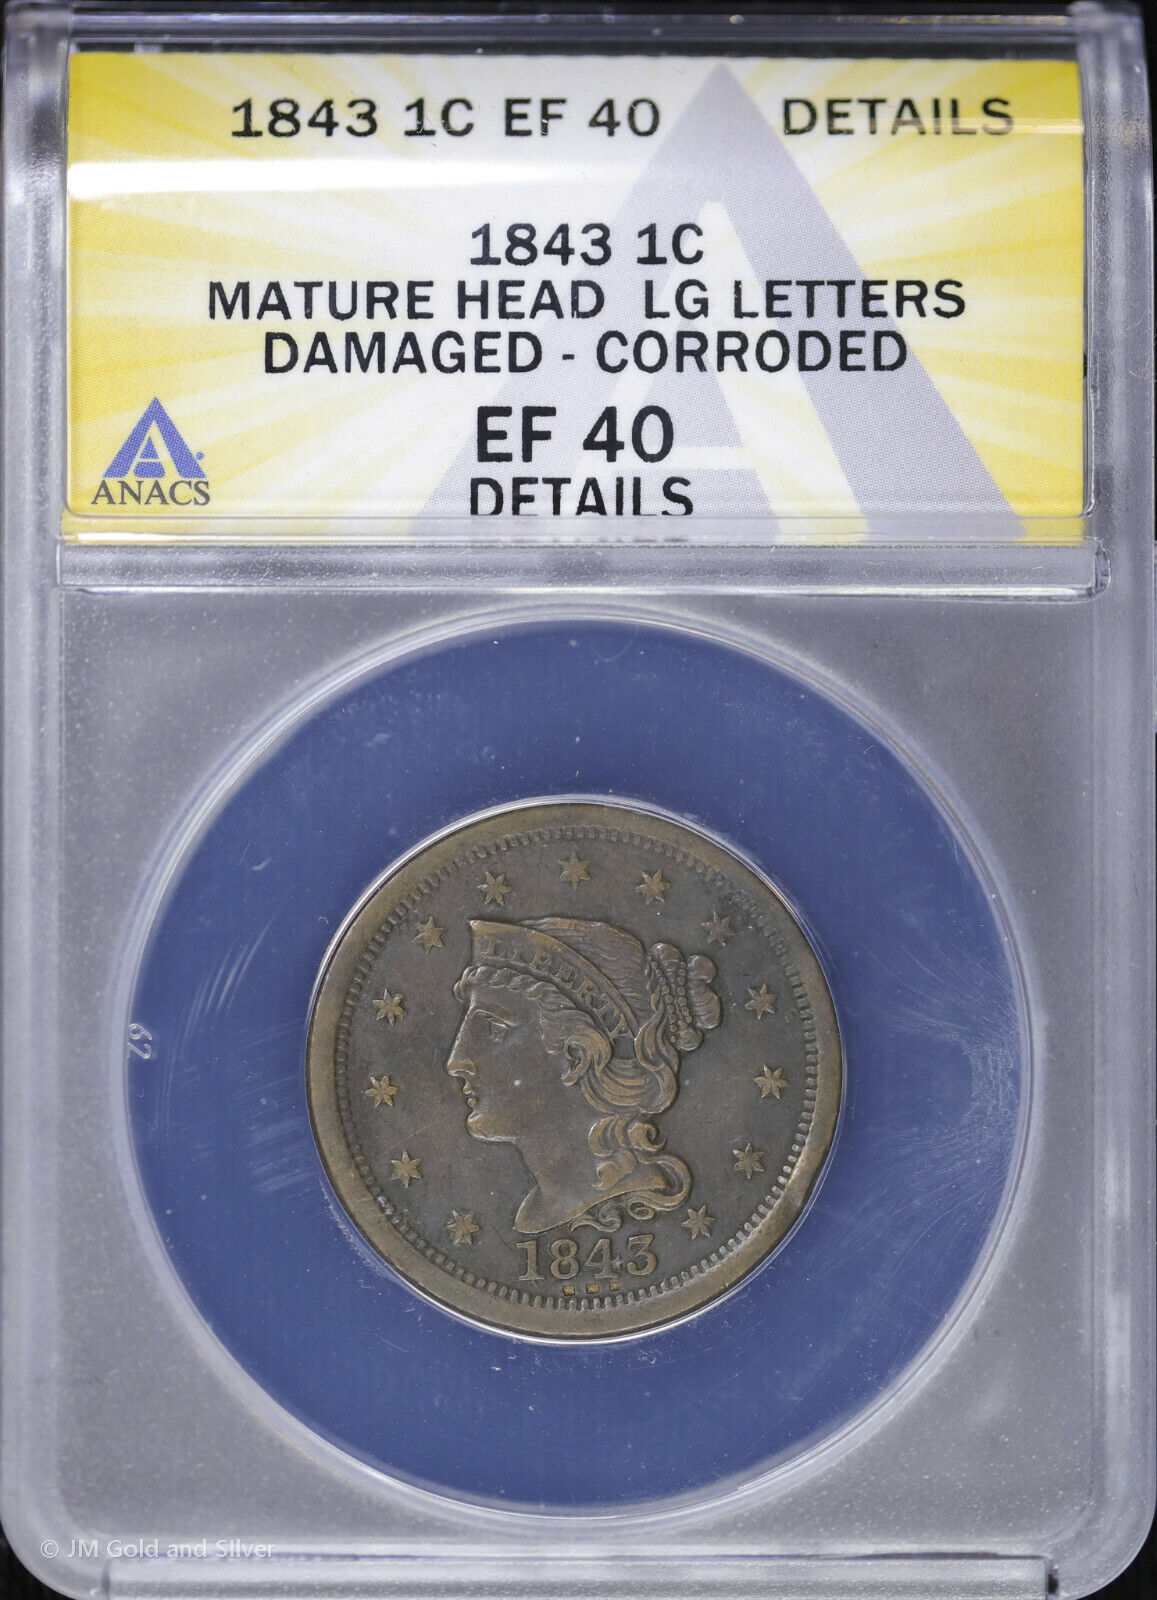 1843 1C EF 40 DETAILS
1843 1C
MATURE HEAD LG LETTERS
DAMAGED - CORRODED
EF 40
DETAILS
ANACS
62
LIBERTY
1843
© JM Gold and Silver